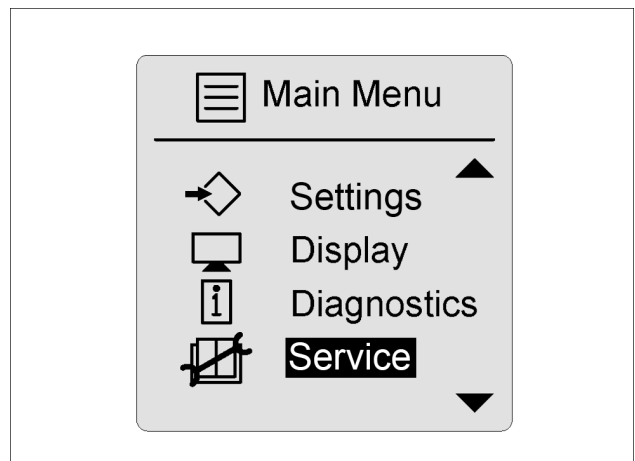 Main Menu
Settings
Display
Diagnostics
Service